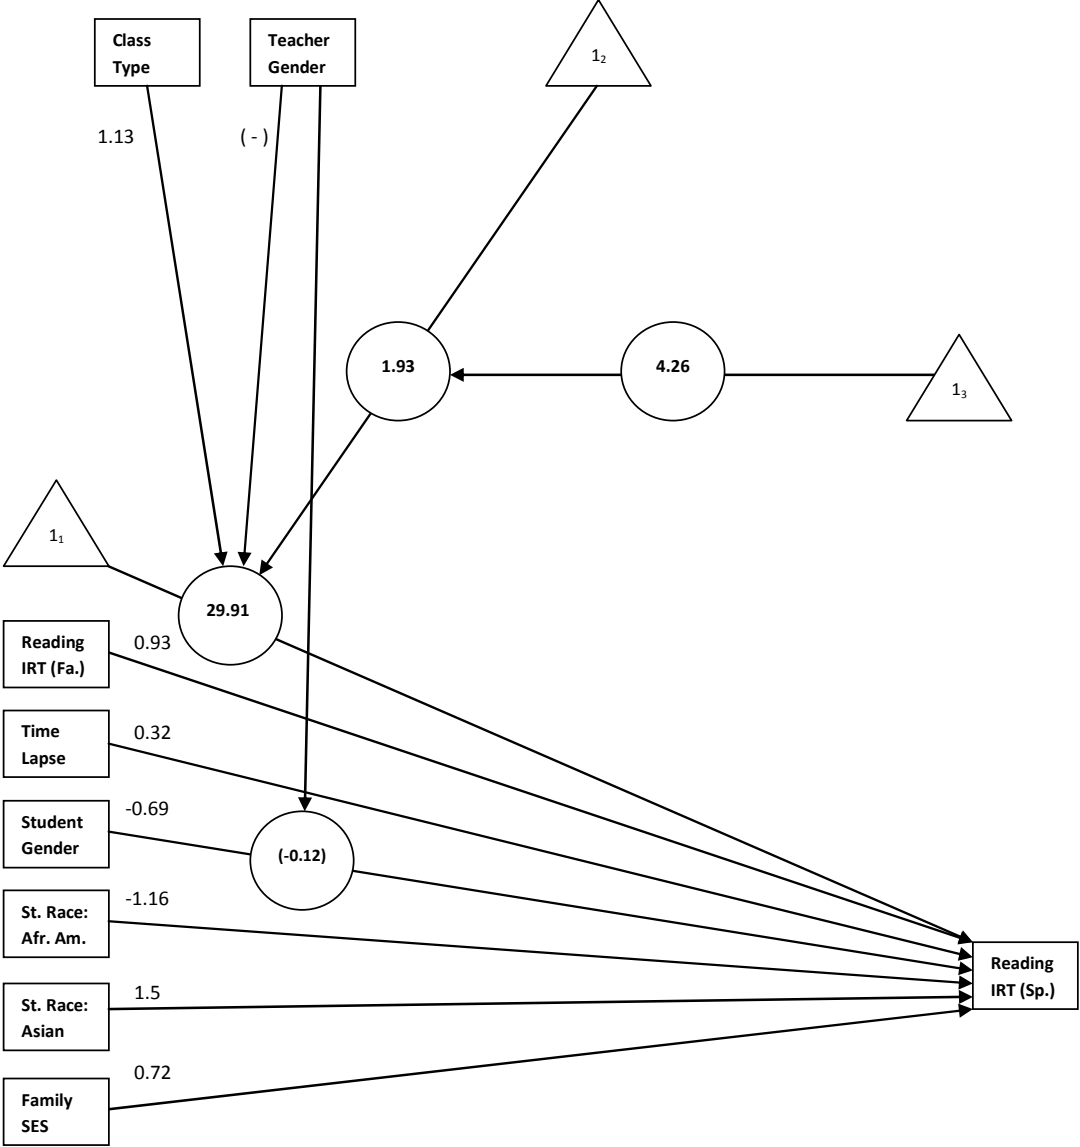 Class
Type
Teacher
Gender
1₂
1.13
( - )
1.93
4.26
1₃
1₁
29.91
Reading
IRT (Fa.)
0.93
Time
Lapse
0.32
Student
Gender
-0.69
(-0.12)
St. Race:
Afr. Am.
-1.16
Reading
IRT (Sp.)
St. Race:
Asian
1.5
Family
SES
0.72